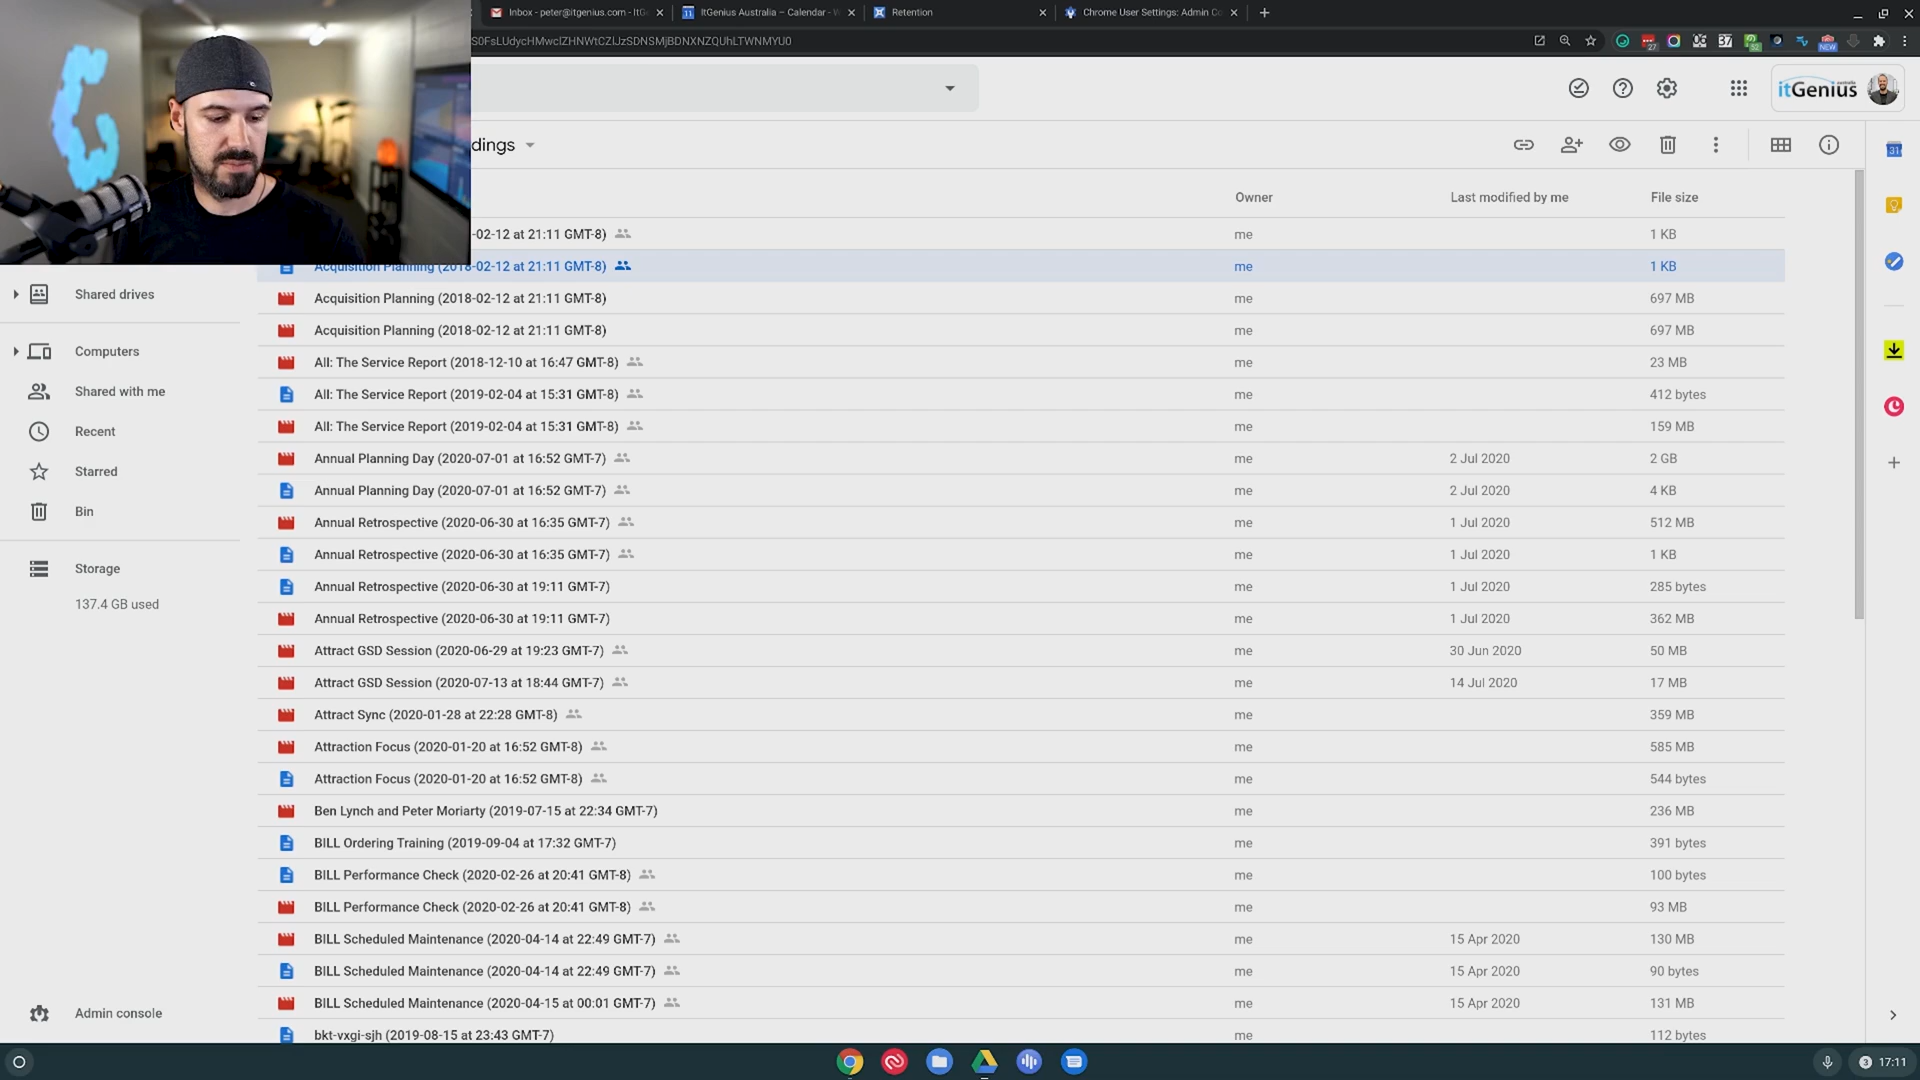 Inbox - peter@itgenius.com - ItG
ItGenius Australia – Calendar - W
Retention
Chrome User Settings: Admin Co
S0FsLUdycHMwclZHNWtCZlJzSDNSMjBDNXNZQUhLTWNMYU0
27
37
32
NEW
itGenius
dings
31
Owner Last modified by me File size
-02-12 at 21:11 GMT-8) me 1 KB
Acquisition Planning (2018-02-12 at 21:11 GMT-8) me 1 KB
Acquisition Planning (2018-02-12 at 21:11 GMT-8) me 697 MB
Acquisition Planning (2018-02-12 at 21:11 GMT-8) me 697 MB
All: The Service Report (2018-12-10 at 16:47 GMT-8) me 23 MB
All: The Service Report (2019-02-04 at 15:31 GMT-8) me 412 bytes
All: The Service Report (2019-02-04 at 15:31 GMT-8) me 159 MB
Annual Planning Day (2020-07-01 at 16:52 GMT-7) me 2 Jul 2020 2 GB
Annual Planning Day (2020-07-01 at 16:52 GMT-7) me 2 Jul 2020 4 KB
Annual Retrospective (2020-06-30 at 16:35 GMT-7) me 1 Jul 2020 512 MB
Annual Retrospective (2020-06-30 at 16:35 GMT-7) me 1 Jul 2020 1 KB
Annual Retrospective (2020-06-30 at 19:11 GMT-7) me 1 Jul 2020 285 bytes
Annual Retrospective (2020-06-30 at 19:11 GMT-7) me 1 Jul 2020 362 MB
Attract GSD Session (2020-06-29 at 19:23 GMT-7) me 30 Jun 2020 50 MB
Attract GSD Session (2020-07-13 at 18:44 GMT-7) me 14 Jul 2020 17 MB
Attract Sync (2020-01-28 at 22:28 GMT-8) me 359 MB
Attraction Focus (2020-01-20 at 16:52 GMT-8) me 585 MB
Attraction Focus (2020-01-20 at 16:52 GMT-8) me 544 bytes
Ben Lynch and Peter Moriarty (2019-07-15 at 22:34 GMT-7) me 236 MB
BILL Ordering Training (2019-09-04 at 17:32 GMT-7) me 391 bytes
BILL Performance Check (2020-02-26 at 20:41 GMT-8) me 100 bytes
BILL Performance Check (2020-02-26 at 20:41 GMT-8) me 93 MB
BILL Scheduled Maintenance (2020-04-14 at 22:49 GMT-7) me 15 Apr 2020 130 MB
BILL Scheduled Maintenance (2020-04-14 at 22:49 GMT-7) me 15 Apr 2020 90 bytes
BILL Scheduled Maintenance (2020-04-15 at 00:01 GMT-7) me 15 Apr 2020 131 MB
bkt-vxgi-sjh (2019-08-15 at 23:43 GMT-7) me 112 bytes
Shared drives
Computers
Shared with me
Recent
Starred
Bin
Storage
137.4 GB used
Admin console
3 17:11